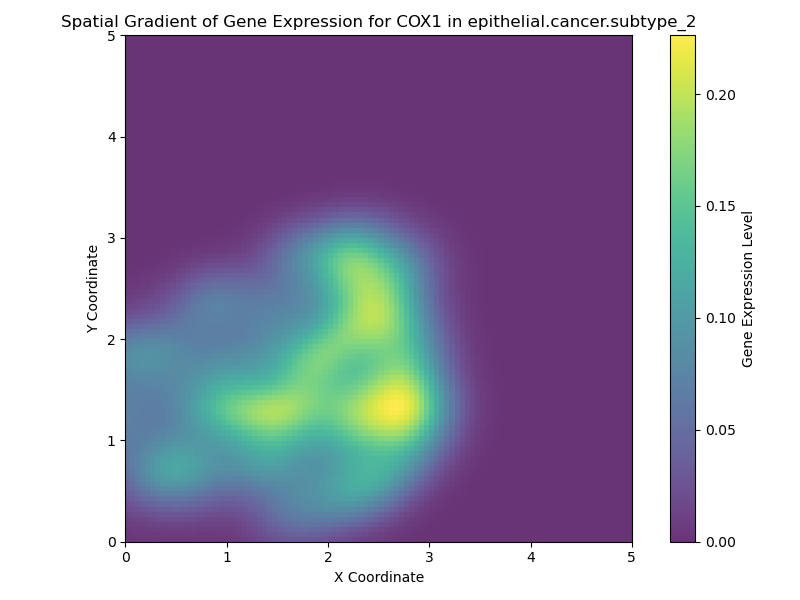 Spatial Gradient of Gene Expression for COX1 in epithelial.cancer.subtype_2
5
4
3
2
1
0
Y Coordinate
0 1 2 3 4 5
X Coordinate
0.20
0.15
0.10
0.05
0.00
Gene Expression Level